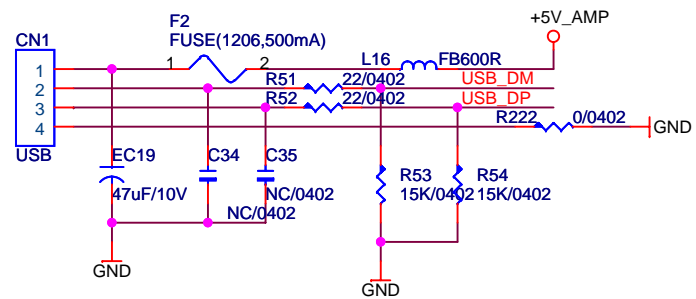 +5V_AMP
F2
CN1
FUSE(1206,500mA)
L16
FB600R
1
1
2
2
R51
22/0402
USB_DM
3
R52
22/0402
USB_DP
4
R222
0/0402
GND
USB
EC19
C34
C35
R53
R54
47uF/10V
NC/0402
15K/0402
15K/0402
NC/0402
GND
GND